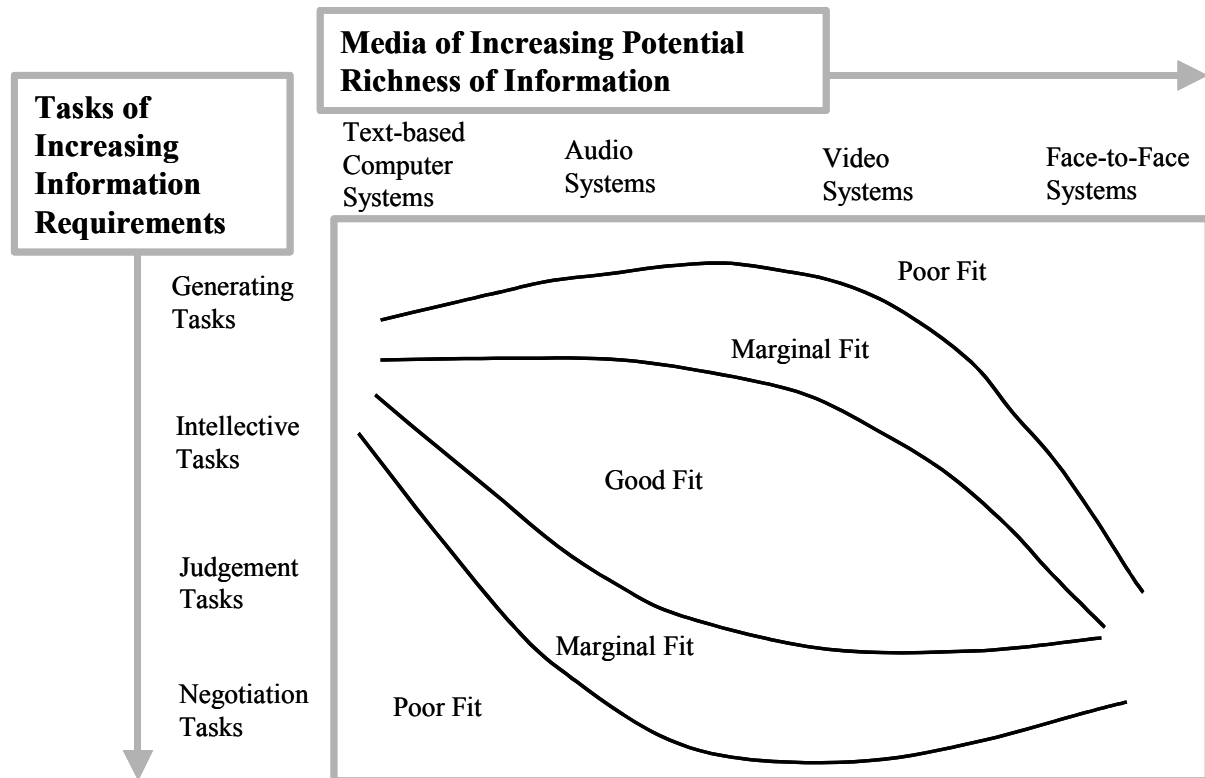 Media of Increasing Potential
Richness of Information
Tasks of
Increasing
Information
Requirements
Text-based
Computer
Systems
Audio
Systems
Video
Systems
Face-to-Face
Systems
Generating
Tasks
Intellective
Tasks
Judgement
Tasks
Negotiation
Tasks
Poor Fit
Marginal Fit
Good Fit
Marginal Fit
Poor Fit